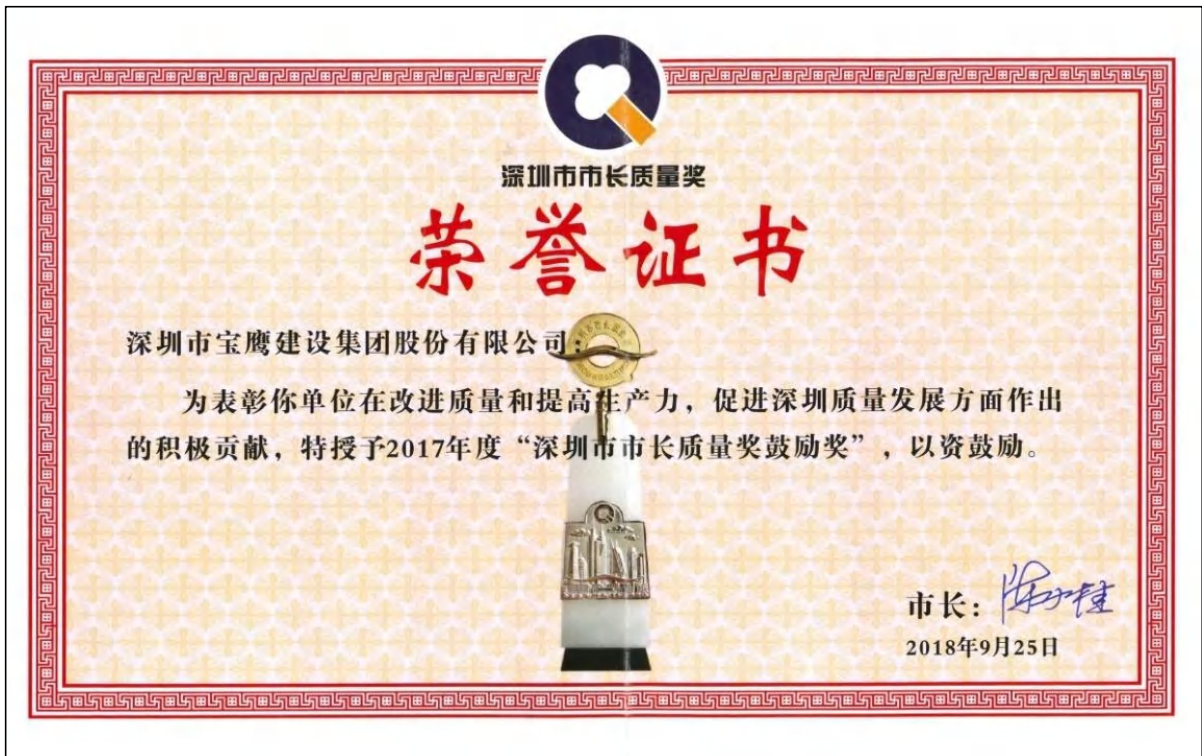 深圳市市长质量奖
荣誉证书
深圳市宝鹰建设集团股份有限公司:
为表彰你单位在改进质量和提高生产力，促进深圳质量发展方面作出
的积极贡献，特授予2017年度“深圳市市长质量奖鼓励奖”，以资鼓励。
市长：陈如桂
2018年9月25日